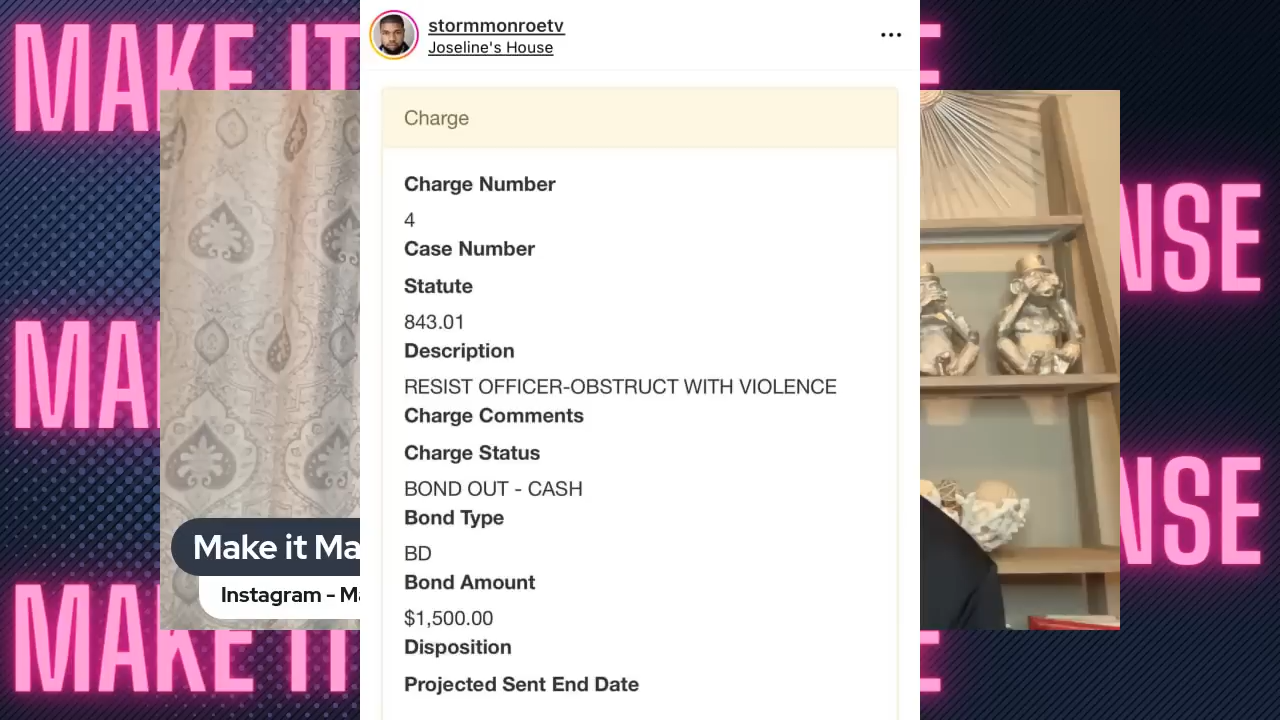 MAKE IT
E
stormmonroetv
Joseline's House
Charge
Charge Number
4
Case Number
Statute
843.01
Description
RESIST OFFICER-OBSTRUCT WITH VIOLENCE
Charge Comments
Charge Status
BOND OUT - CASH
Bond Type
BD
Bond Amount
$1,500.00
Disposition
Projected Sent End Date
MA
NSE
Make it Ma
Instagram - Ma
NSE
MAKE IT
E